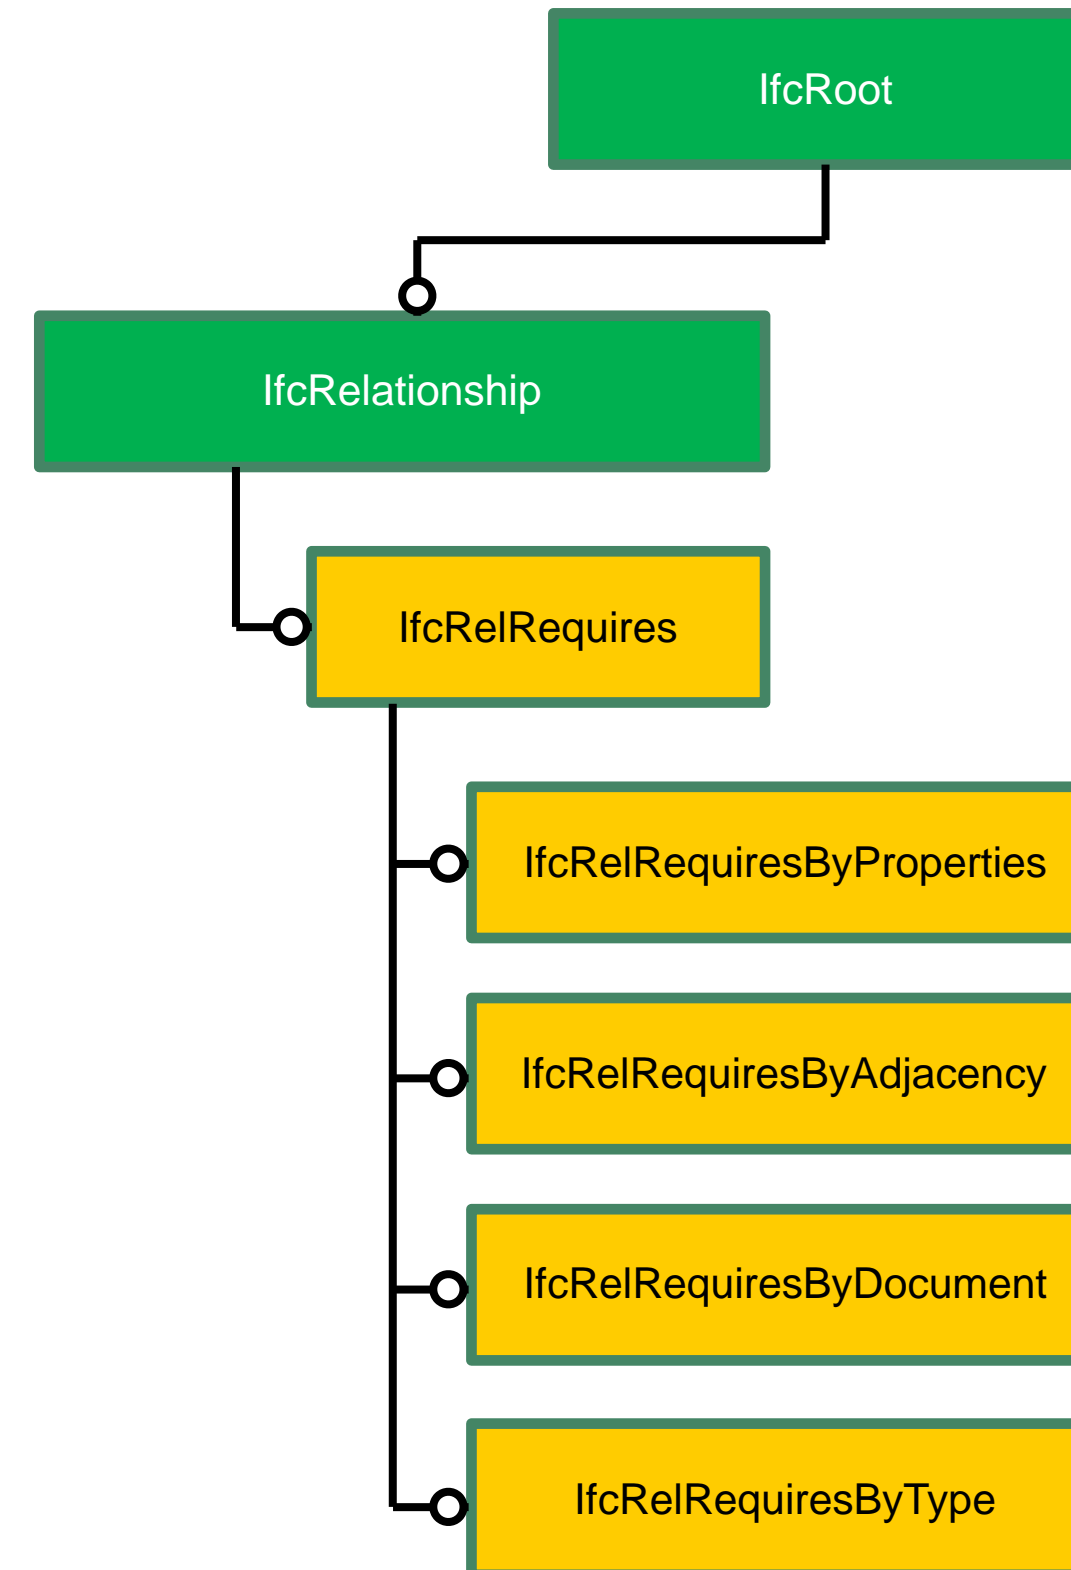 IfcRoot
IfcRelationship
IfcRelRequires
IfcRelRequiresByProperties
IfcRelRequiresByAdjacency
IfcRelRequiresByDocument
IfcRelRequiresByType